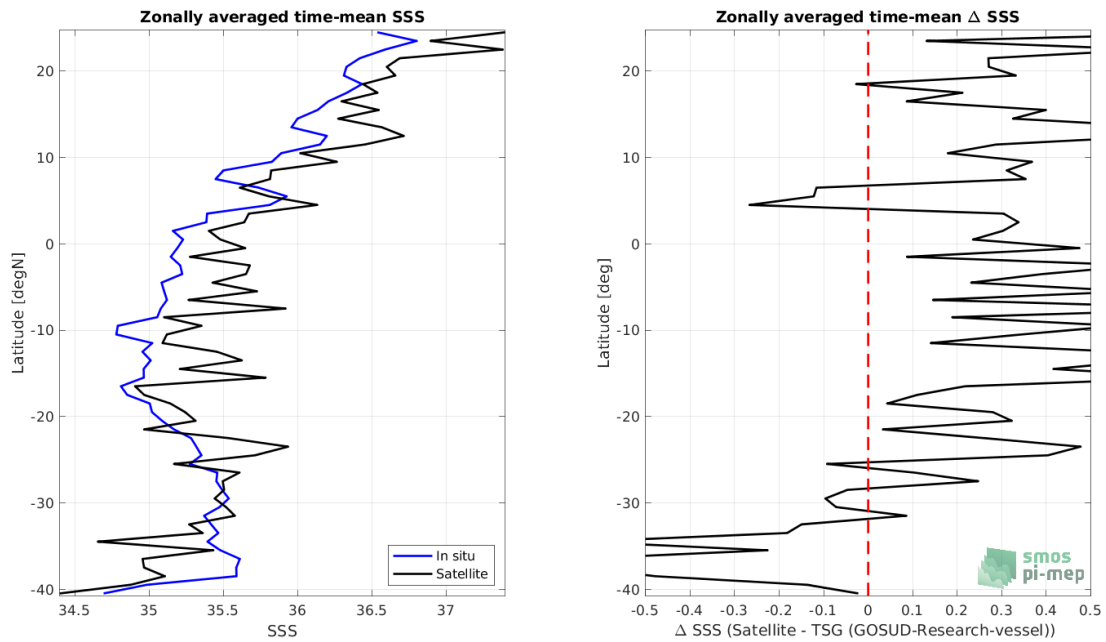 Zonally averaged time-mean SSS
Latitude [degN]
20
10
0
-10
-20
-30
-40
34.5 35 35.5 36 36.5 37
SSS
In situ
Satellite
Zonally averaged time-mean Δ SSS
Latitude [deg]
20
10
0
-10
-20
-30
-40
-0.5 -0.4 -0.3 -0.2 -0.1 0 0.1 0.2 0.3 0.4 0.5
Δ SSS (Satellite - TSG (GOSUD-Research-vessel))
smos
pi-mep